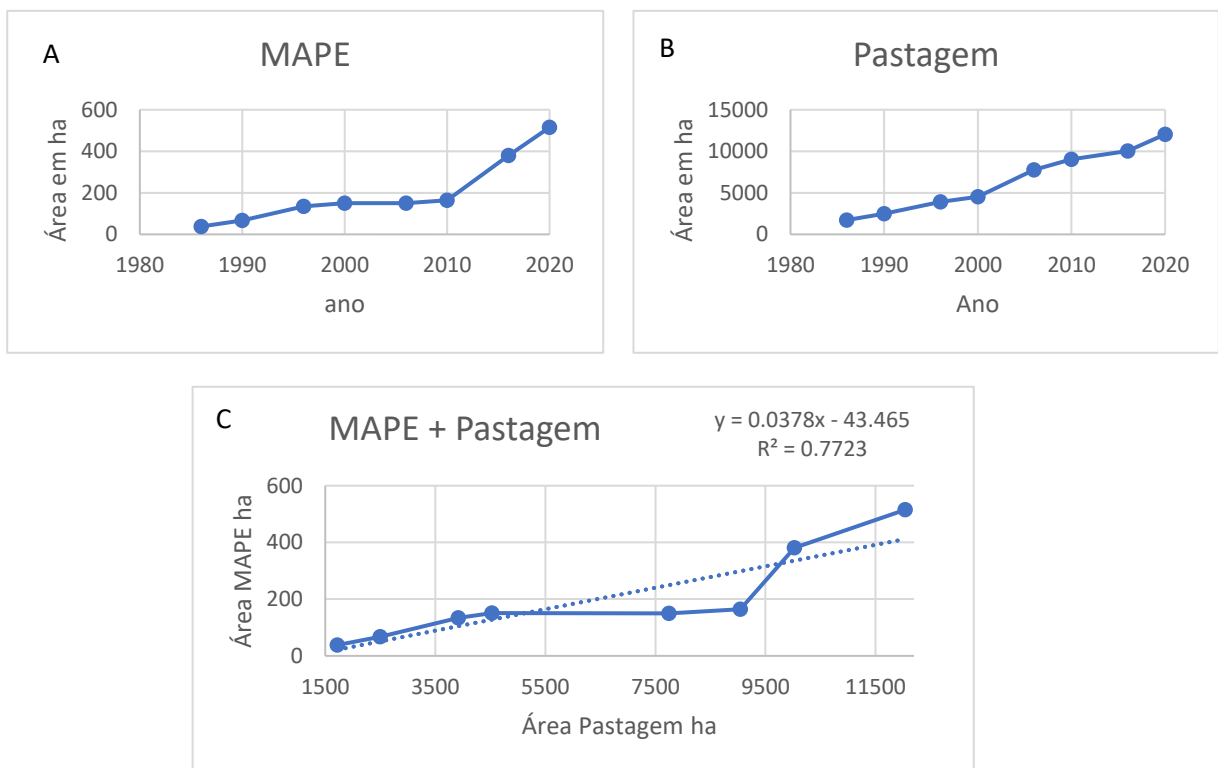 A
MAPE
Área em ha
600
400
200
0
1980 1990 2000 2010 2020
ano
B
Pastagem
Área em ha
15000
10000
5000
0
1980 1990 2000 2010 2020
Ano
C
MAPE + Pastagem
y = 0.0378x - 43.465
R² = 0.7723
Área MAPE ha
600
400
200
0
1500 3500 5500 7500 9500 11500
Área Pastagem ha